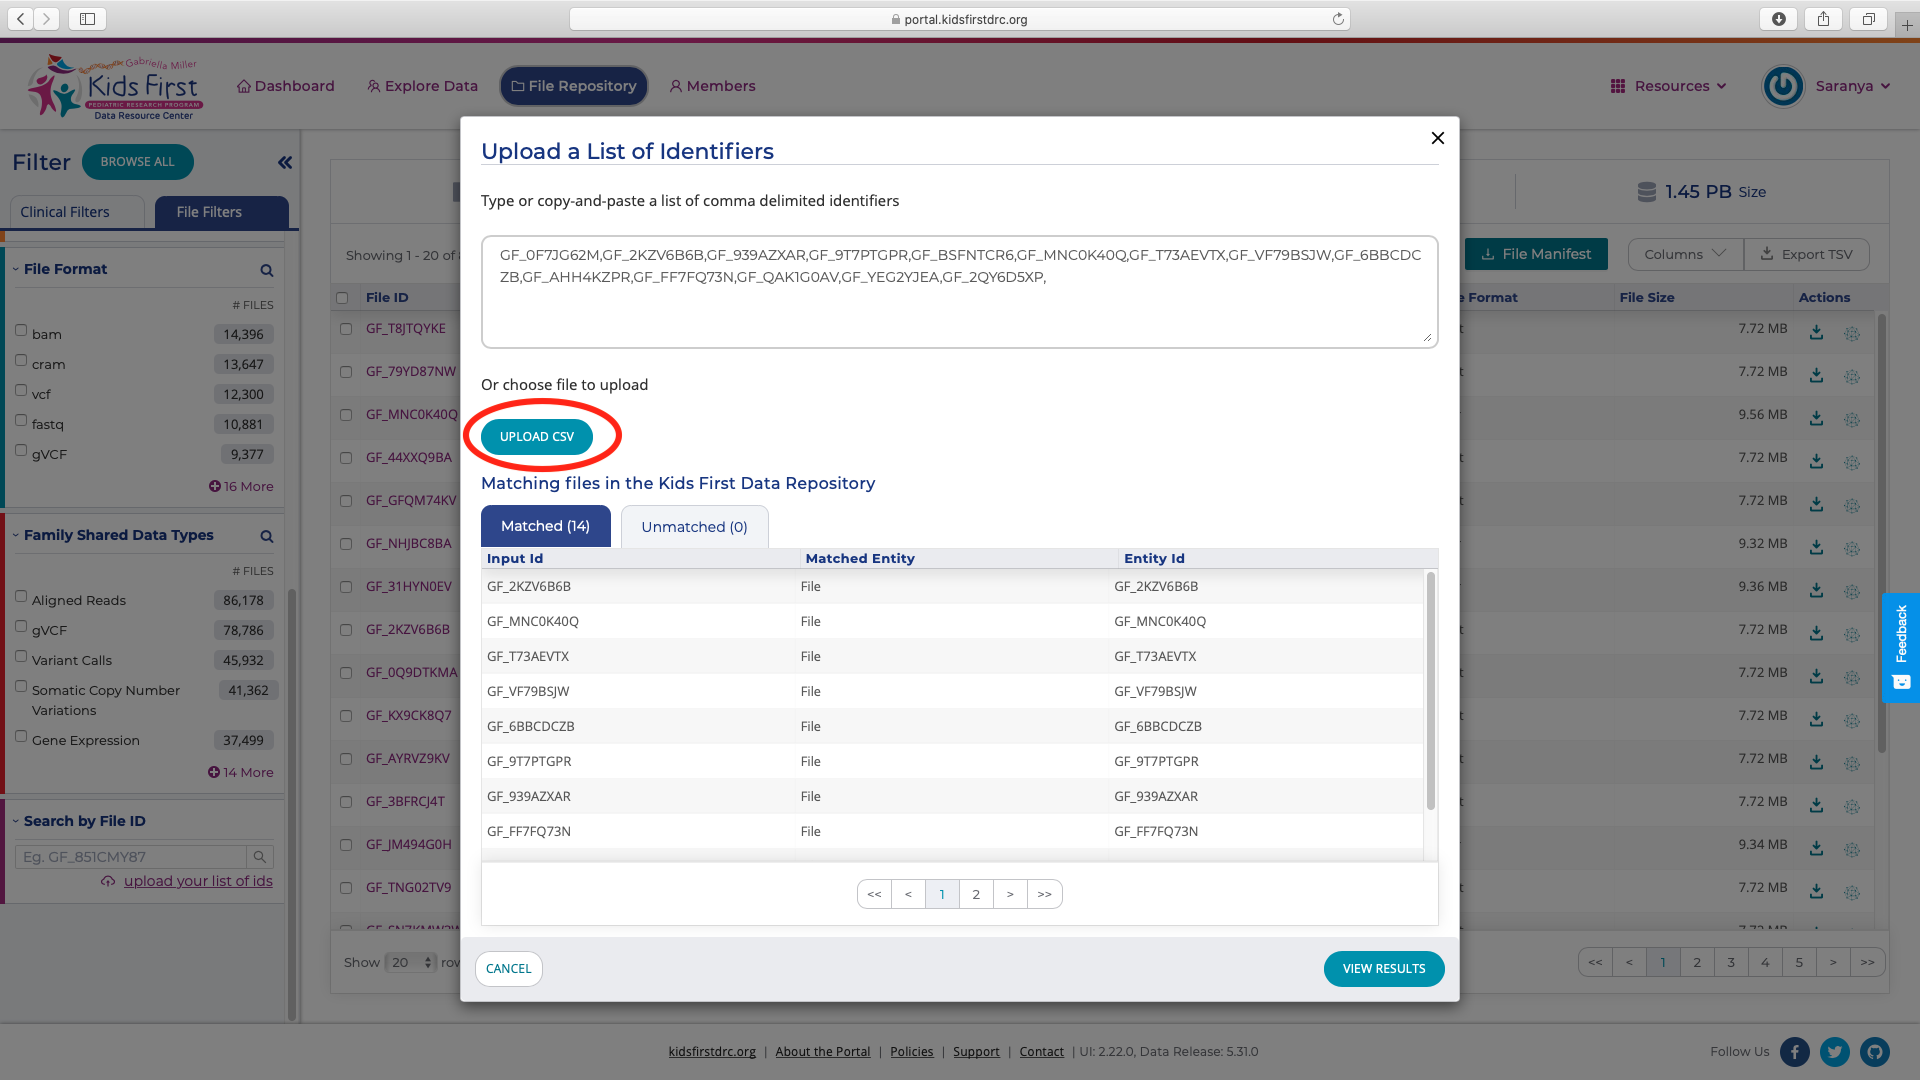 portal.kidsfirstdrc.org
Gabriella Miller
Kids First
PEDIATRIC RESEARCH PROGRAM
Data Resource Center
Dashboard
Explore Data
File Repository
Members
Resources
Saranya
Filter
BROWSE ALL
Clinical Filters
File Filters
File Format
# FILES
bam 14,396
cram 13,647
vcf 12,300
fastq 10,881
gVCF 9,377
16 More
Family Shared Data Types
# FILES
Aligned Reads 86,178
gVCF 78,786
Variant Calls 45,932
Somatic Copy Number 41,362
Variations
Gene Expression 37,499
14 More
Search by File ID
Eg. GF_851CMY87
upload your list of ids
1.45 PB Size
Showing 1 - 20 of
File Manifest
Columns
Export TSV
File ID
Format
File Size
Actions
GF_T8JTQYKE
7.72 MB
GF_79YD87NW
7.72 MB
GF_MNC0K40Q
9.56 MB
GF_44XXQ9BA
7.72 MB
GF_GFQM74KV
7.72 MB
GF_NHJBC8BA
9.32 MB
GF_31HYN0EV
9.36 MB
GF_2KZV6B6B
7.72 MB
GF_0Q9DTKMA
7.72 MB
GF_KX9CK8Q7
7.72 MB
GF_AYRVZ9KV
7.72 MB
GF_3BFRCJ4T
7.72 MB
GF_JM494G0H
9.34 MB
GF_TNG02TV9
7.72 MB
Show 20
<< < 1 2 3 4 5 > >>
Upload a List of Identifiers
Type or copy-and-paste a list of comma delimited identifiers
GF_0F7JG62M,GF_2KZV6B6B,GF_939AZXAR,GF_9T7PTGPR,GF_BSFNTCR6,GF_MNC0K40Q,GF_T73AEVTX,GF_VF79BSJW,GF_6BBCDC
ZB,GF_AHH4KZPR,GF_FF7FQ73N,GF_QAK1G0AV,GF_YEG2YJEA,GF_2QY6D5XP,
Or choose file to upload
UPLOAD CSV
Matching files in the Kids First Data Repository
Matched (14)
Unmatched (0)
Input Id Matched Entity Entity Id
GF_2KZV6B6B File GF_2KZV6B6B
GF_MNC0K40Q File GF_MNC0K40Q
GF_T73AEVTX File GF_T73AEVTX
GF_VF79BSJW File GF_VF79BSJW
GF_6BBCDCZB File GF_6BBCDCZB
GF_9T7PTGPR File GF_9T7PTGPR
GF_939AZXAR File GF_939AZXAR
GF_FF7FQ73N File GF_FF7FQ73N
<< < 1 2 > >>
CANCEL
VIEW RESULTS
Feedback
kidsfirstdrc.org | About the Portal | Policies | Support | Contact | UI: 2.22.0, Data Release: 5.31.0
Follow Us